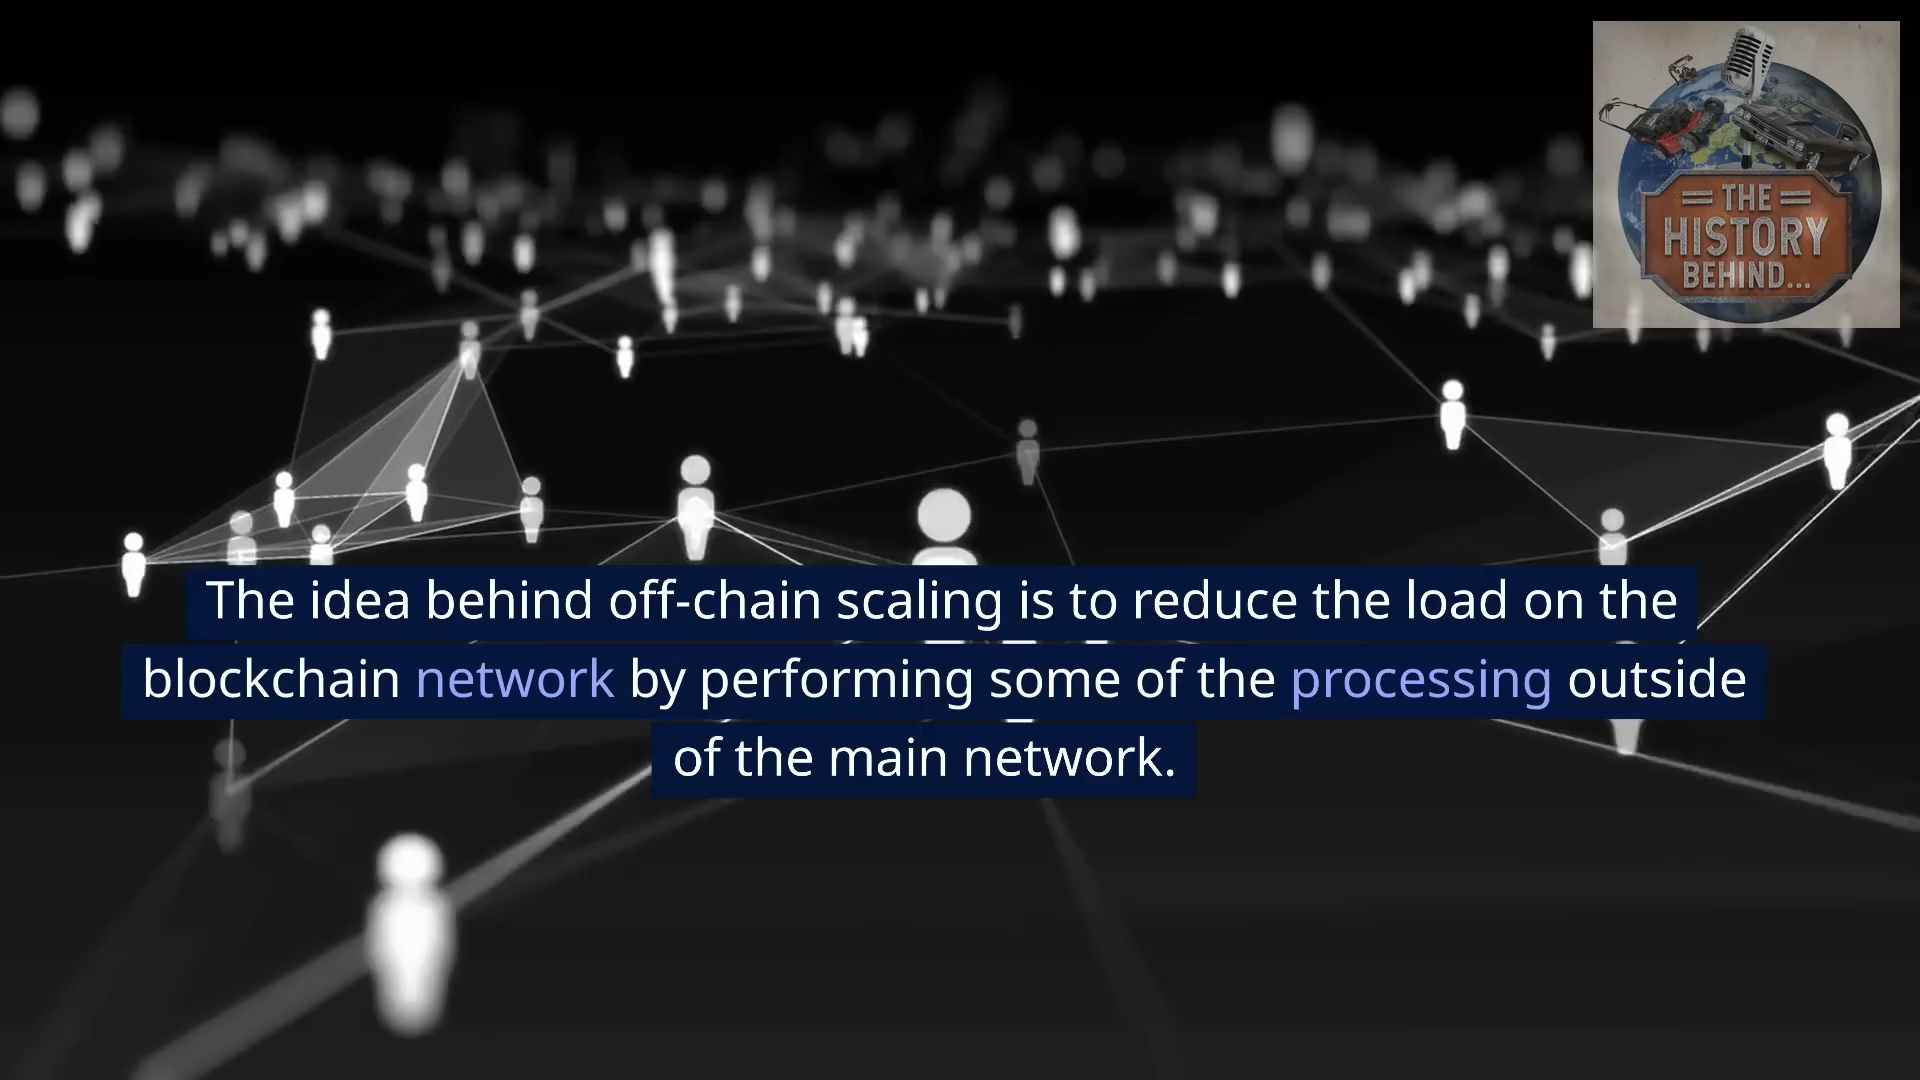 THE
HISTORY
BEHIND...
The idea behind off-chain scaling is to reduce the load on the
blockchain network by performing some of the processing outside
of the main network.